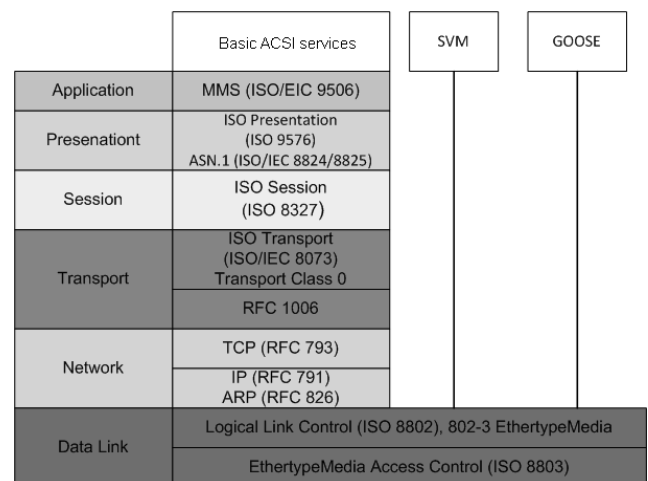 Basic ACSI services
SVM
GOOSE
Application
MMS (ISO/EIC 9506)
Presenationt
ISO Presentation
(ISO 9576)
ASN.1 (ISO/IEC 8824/8825)
Session
ISO Session
(ISO 8327)
Transport
ISO Transport
(ISO/IEC 8073)
Transport Class 0
RFC 1006
Network
TCP (RFC 793)
IP (RFC 791)
ARP (RFC 826)
Data Link
Logical Link Control (ISO 8802), 802-3 EthertypeMedia
EthertypeMedia Access Control (ISO 8803)